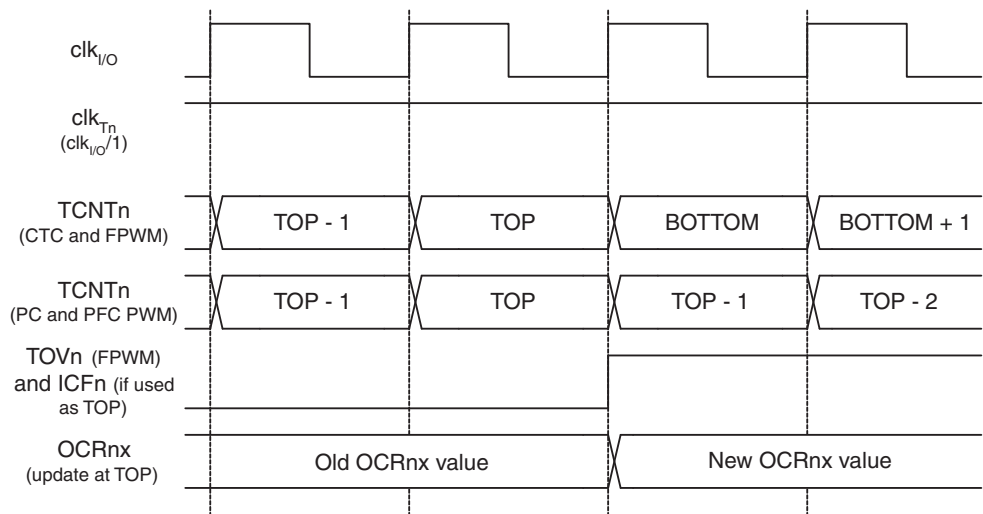 clkI/O
clkTn
(clkI/O/1)
TCNTn
(CTC and FPWM)
TOP - 1
TOP
BOTTOM
BOTTOM + 1
TCNTn
(PC and PFC PWM)
TOP - 1
TOP
TOP - 1
TOP - 2
TOVn (FPWM)
and ICFn (if used
as TOP)
OCRnx
(update at TOP)
Old OCRnx value
New OCRnx value